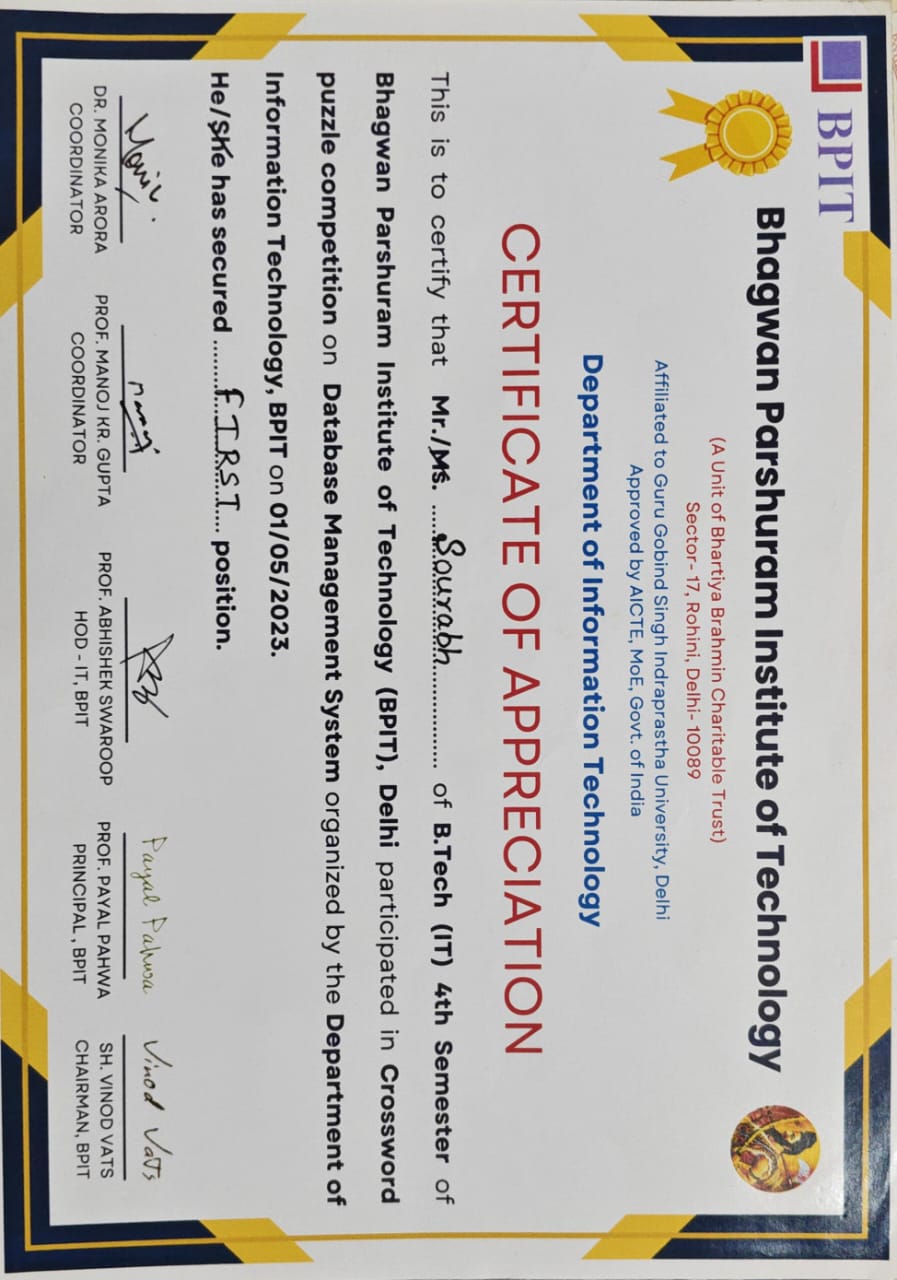 BPIT
Bhagwan Parshuram Institute of Technology
(A Unit of Bhartiya Brahmin Charitable Trust)
Sector- 17, Rohini, Delhi- 10089
Affiliated to Guru Gobind Singh Indraprastha University, Delhi
Approved by AICTE, MoE, Govt. of India
Department of Information Technology
CERTIFICATE OF APPRECIATION
This is to certify that Mr./Ms. .....Sourabh.................. of B.Tech (IT) 4th Semester of
Bhagwan Parshuram Institute of Technology (BPIT), Delhi participated in Crossword
puzzle competition on Database Management System organized by the Department of
Information Technology, BPIT on 01/05/2023.
He/She has secured ........FIRST.... position.
Payal Pahwa Vinod Vats
DR. MONIKA ARORA PROF. MANOJ KR. GUPTA PROF. ABHISHEK SWAROOP PROF. PAYAL PAHWA SH. VINOD VATS
COORDINATOR COORDINATOR HOD - IT, BPIT PRINCIPAL , BPIT CHAIRMAN, BPIT